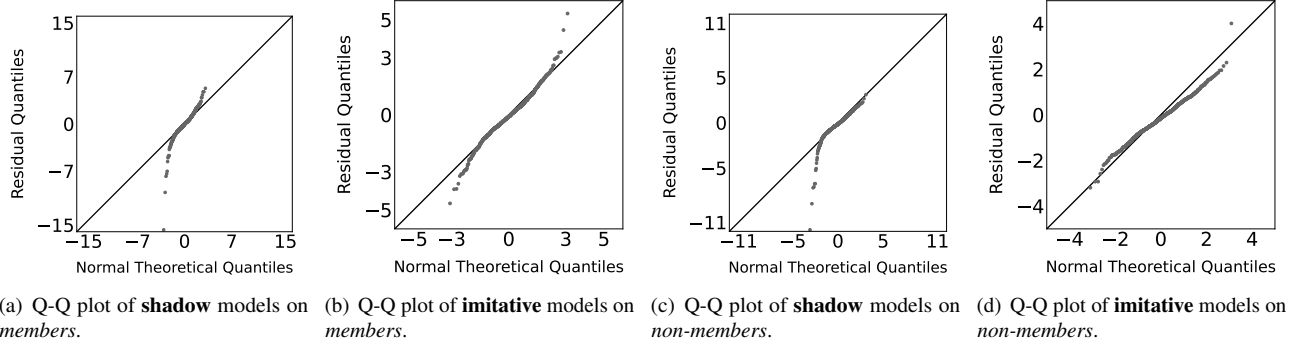 Residual Quantiles
15
7
0
−7
−15
−15 −7 0 7 15
Normal Theoretical Quantiles
Residual Quantiles
5
3
0
−3
−5
−5 −3 0 3 5
Normal Theoretical Quantiles
Residual Quantiles
11
5
0
−5
−11
−11 −5 0 5 11
Normal Theoretical Quantiles
Residual Quantiles
4
2
0
−2
−4
−4 −2 0 2 4
Normal Theoretical Quantiles
(a) Q-Q plot of shadow models on
members.
(b) Q-Q plot of imitative models on
members.
(c) Q-Q plot of shadow models on
non-members.
(d) Q-Q plot of imitative models on
non-members.